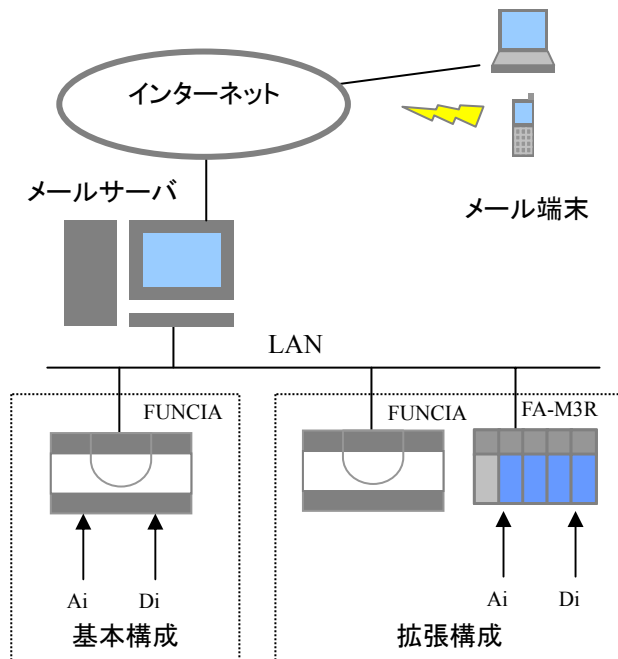 インターネット
メールサーバ
メール端末
LAN
FUNCIA
FUNCIA
FA-M3R
Ai
Di
Ai
Di
基本構成
拡張構成